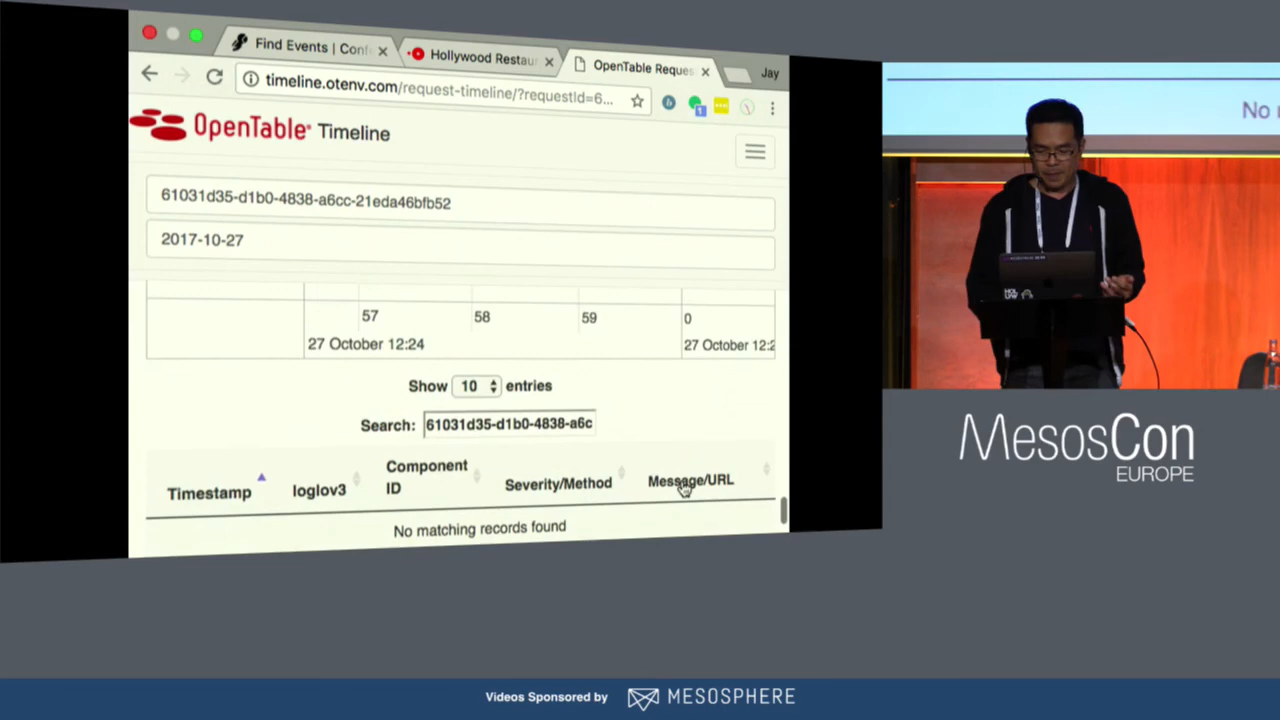 Find Events | Conf
Hollywood Restau
OpenTable Reques
Jay
timeline.otenv.com/request-timeline/?requestId=6...
OpenTable® Timeline
61031d35-d1b0-4838-a6cc-21eda46bfb52
2017-10-27
57
58
59
0
27 October 12:24
27 October 12:2
Show 10 entries
Search: 61031d35-d1b0-4838-a6c
Timestamp
loglov3
Component
ID
Severity/Method
Message/URL
No matching records found
No
MesosCon
EUROPE
Videos Sponsored by
MESOSPHERE